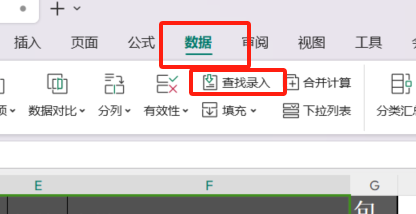 插入 页面 公式 数据 审阅 视图 工具
查找录入 合并计算
数据对比 分列 有效性 填充 下拉列表 分类汇
E F G